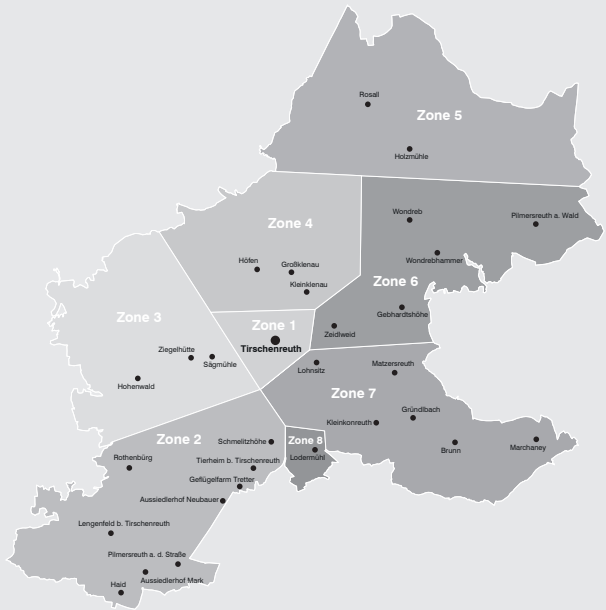 Rosall
Zone 5
Holzmühle
Wondreb
Pilmersreuth a. Wald
Zone 4
Wondrebhammer
Höfen
Großklenau
Kleinklenau
Zone 6
Gebhardtshöhe
Zone 3
Zone 1
Tirschenreuth
Zeidlweid
Ziegelhütte
Sägmühle
Hohenwald
Lohnsitz
Matzersreuth
Zone 7
Gründlbach
Kleinkonreuth
Brunn
Marchaney
Zone 2
Schmelitzhöhe
Zone 8
Lodermühl
Rothenbürg
Tierheim b. Tirschenreuth
Geflügelfarm Tretter
Aussiedlerhof Neubauer
Lengenfeld b. Tirschenreuth
Pilmersreuth a. d. Straße
Aussiedlerhof Mark
Haid